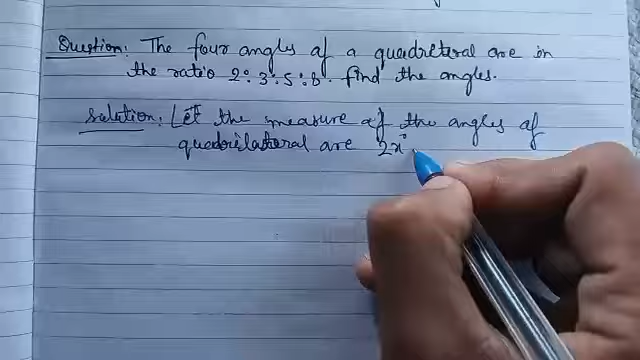 Question: The four angles of a quadreteral are in
the ratio 2:3:5:8. find the angles.
Solution: Let the measure of the angles of
quadrilateral are 2x°